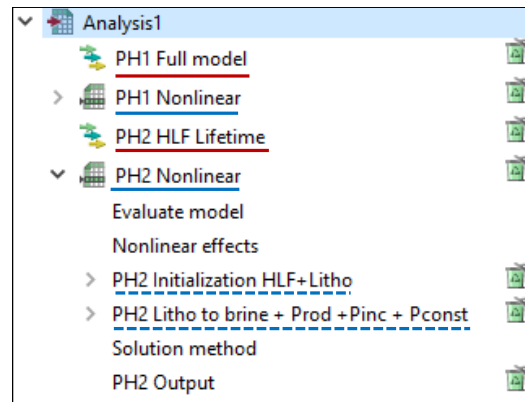 Analysis1
PH1 Full model
PH1 Nonlinear
PH2 HLF Lifetime
PH2 Nonlinear
Evaluate model
Nonlinear effects
PH2 Initialization HLF+Litho
PH2 Litho to brine + Prod +Pinc + Pconst
Solution method
PH2 Output